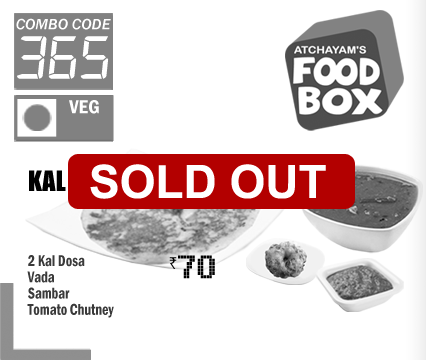 COMBO CODE
365
VEG
ATCHAYAM'S
FOOD
BOX
KAL
SOLD OUT
2 Kal Dosa
Vada
Sambar
Tomato Chutney
₹70